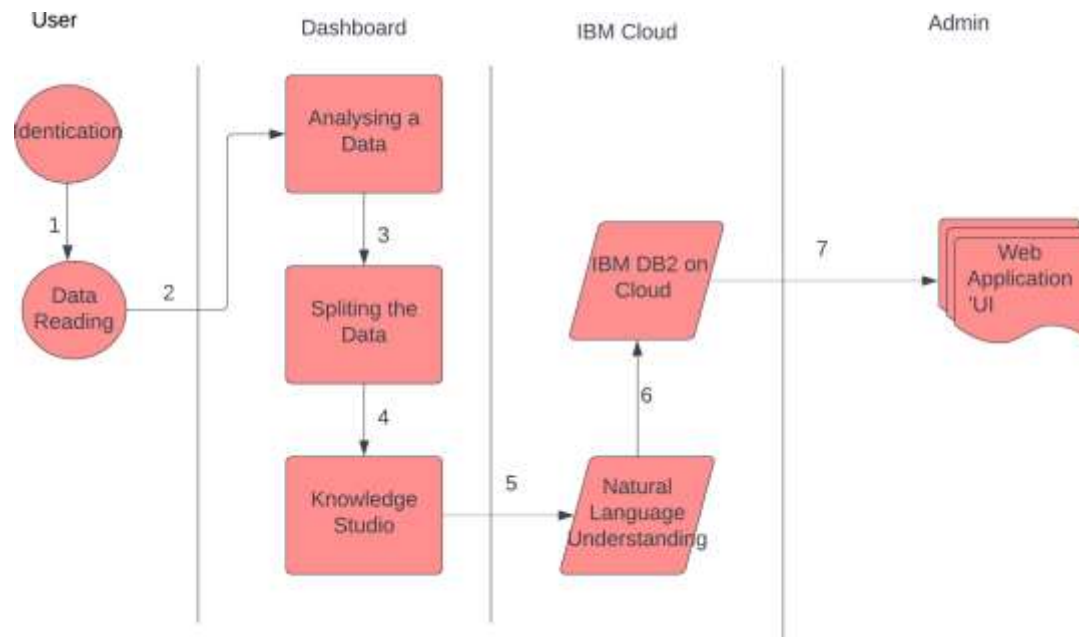 User
Dashboard
IBM Cloud
Admin
Identication
1
Data
Reading
2
Analysing a
Data
3
Spliting the
Data
4
Knowledge
Studio
5
Natural
Language
Understanding
6
IBM DB2 on
Cloud
7
Web
Application
'UI